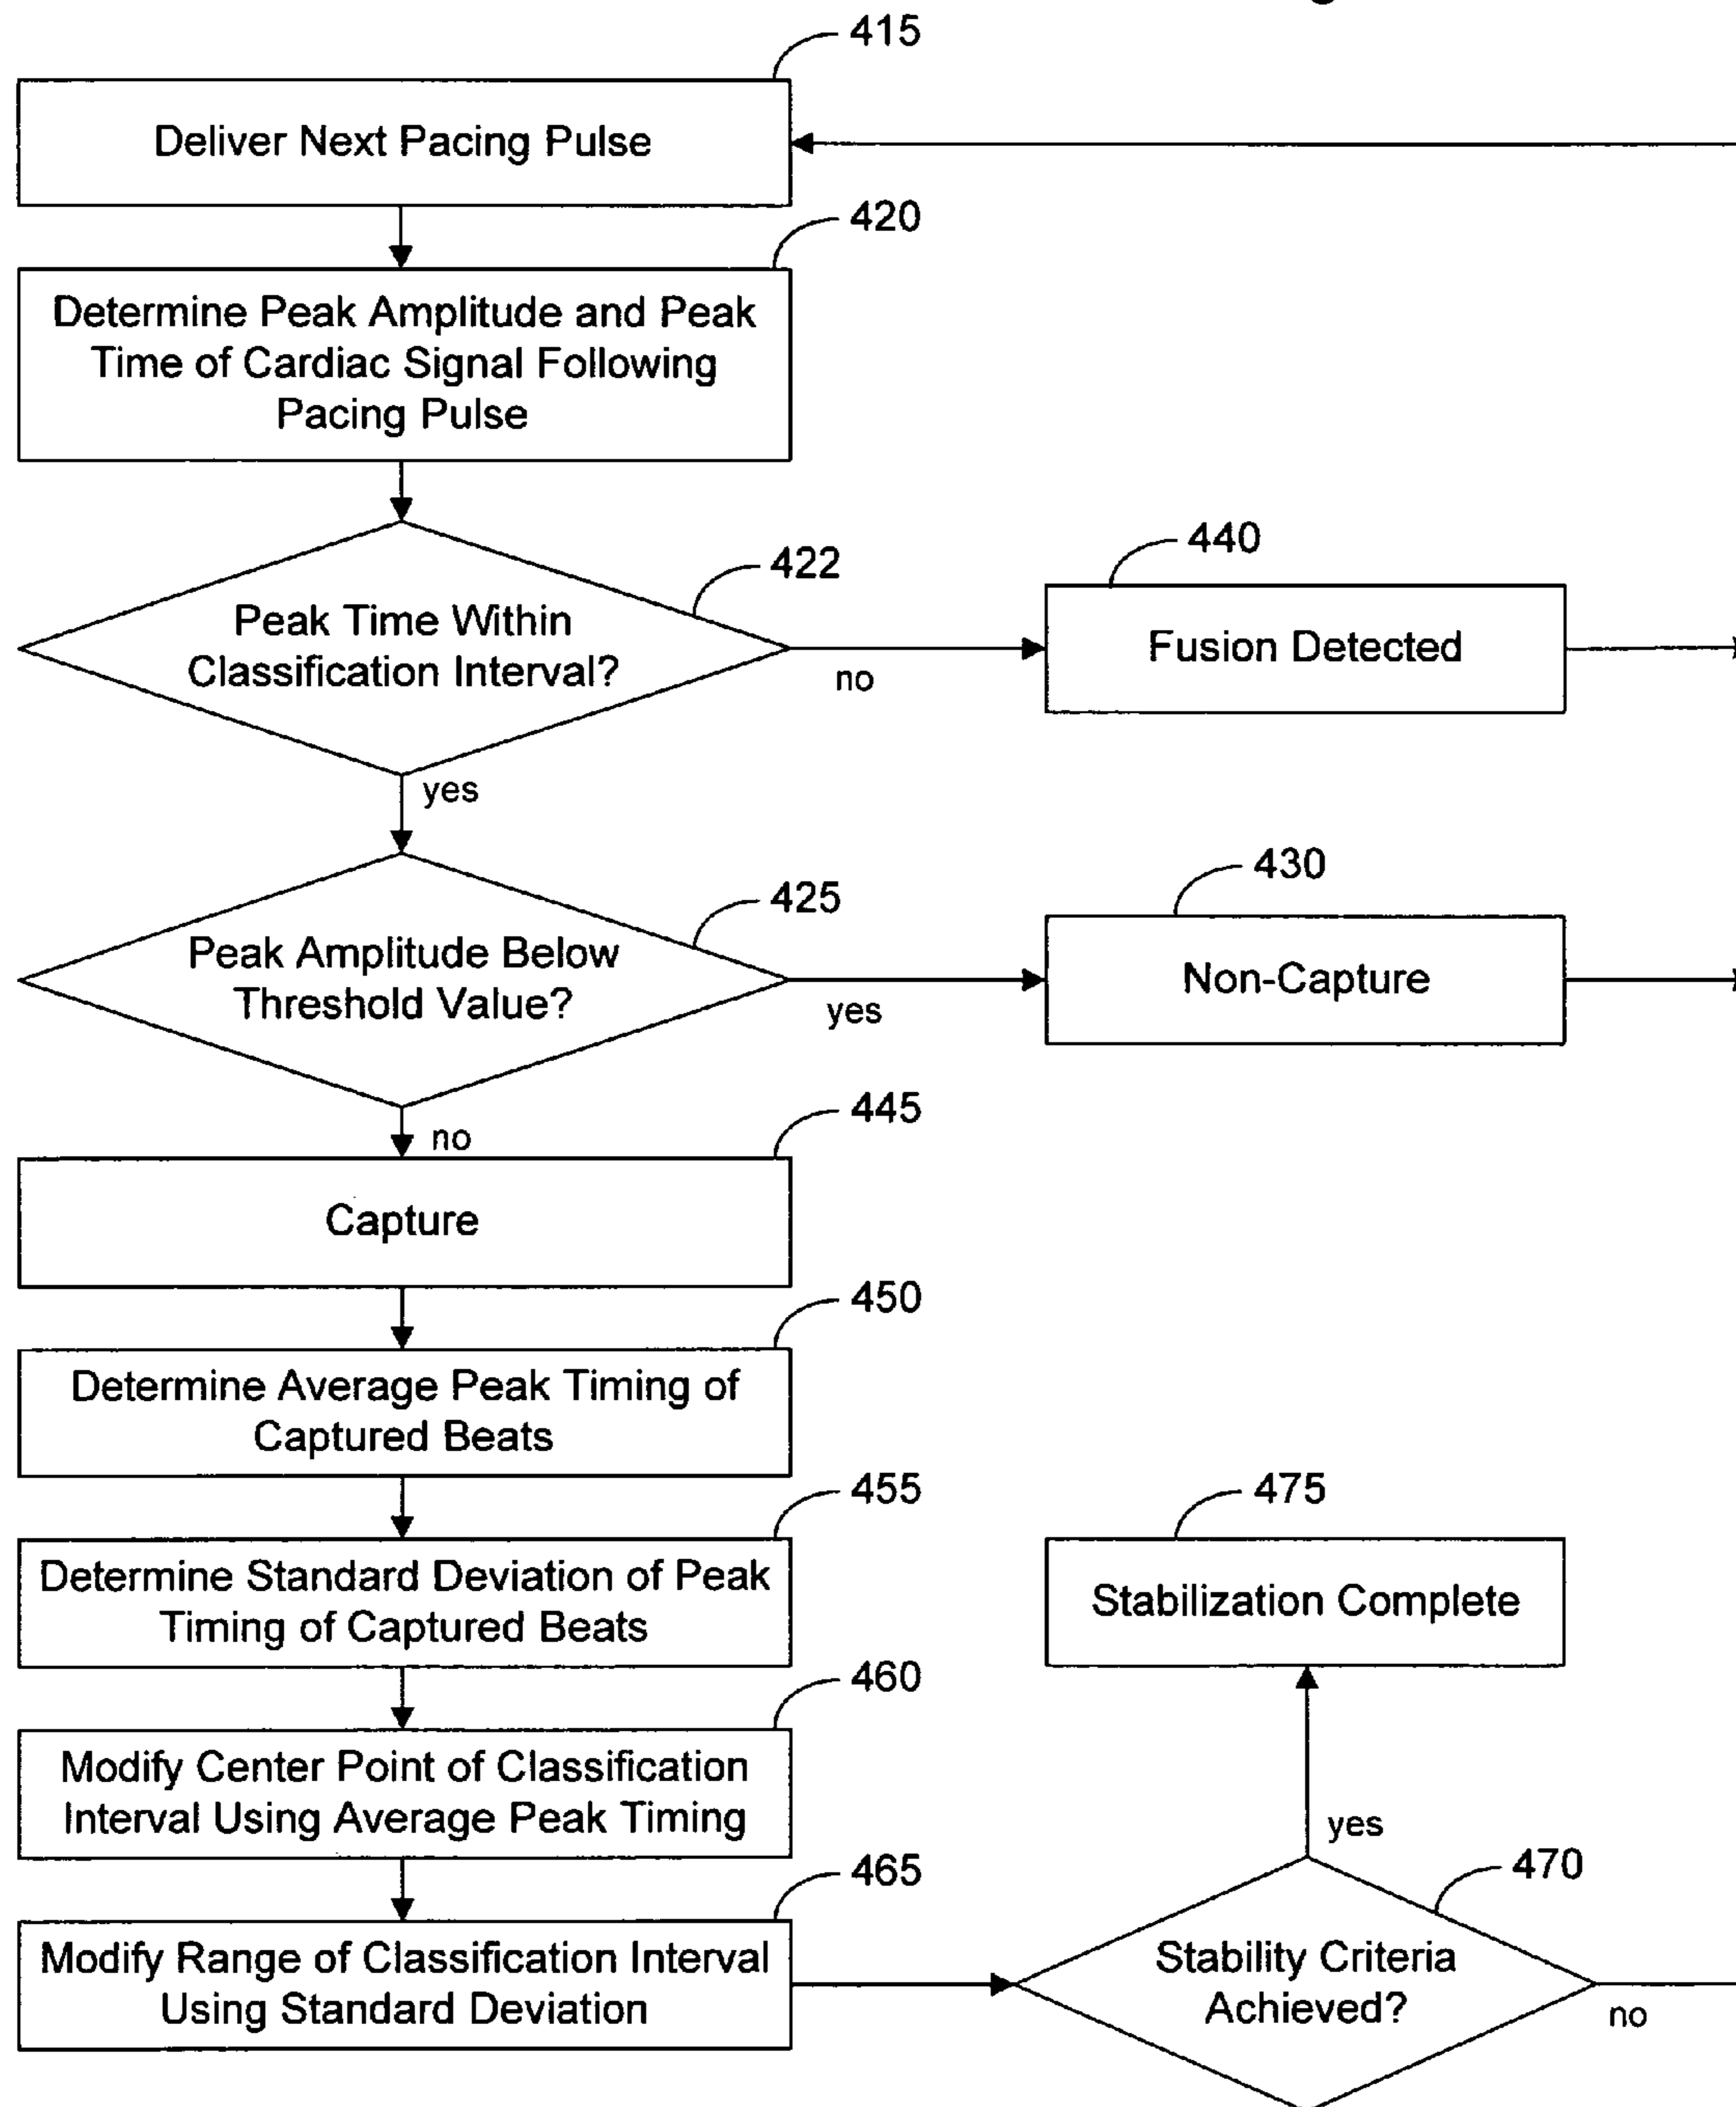 415
Deliver Next Pacing Pulse
420
Determine Peak Amplitude and Peak
Time of Cardiac Signal Following
Pacing Pulse
422
Peak Time Within
Classification Interval?
no
440
Fusion Detected
yes
425
Peak Amplitude Below
Threshold Value?
yes
430
Non-Capture
no
445
Capture
450
Determine Average Peak Timing of
Captured Beats
455
Determine Standard Deviation of Peak
Timing of Captured Beats
460
Modify Center Point of Classification
Interval Using Average Peak Timing
465
Modify Range of Classification Interval
Using Standard Deviation
475
Stabilization Complete
yes
470
Stability Criteria
Achieved?
no